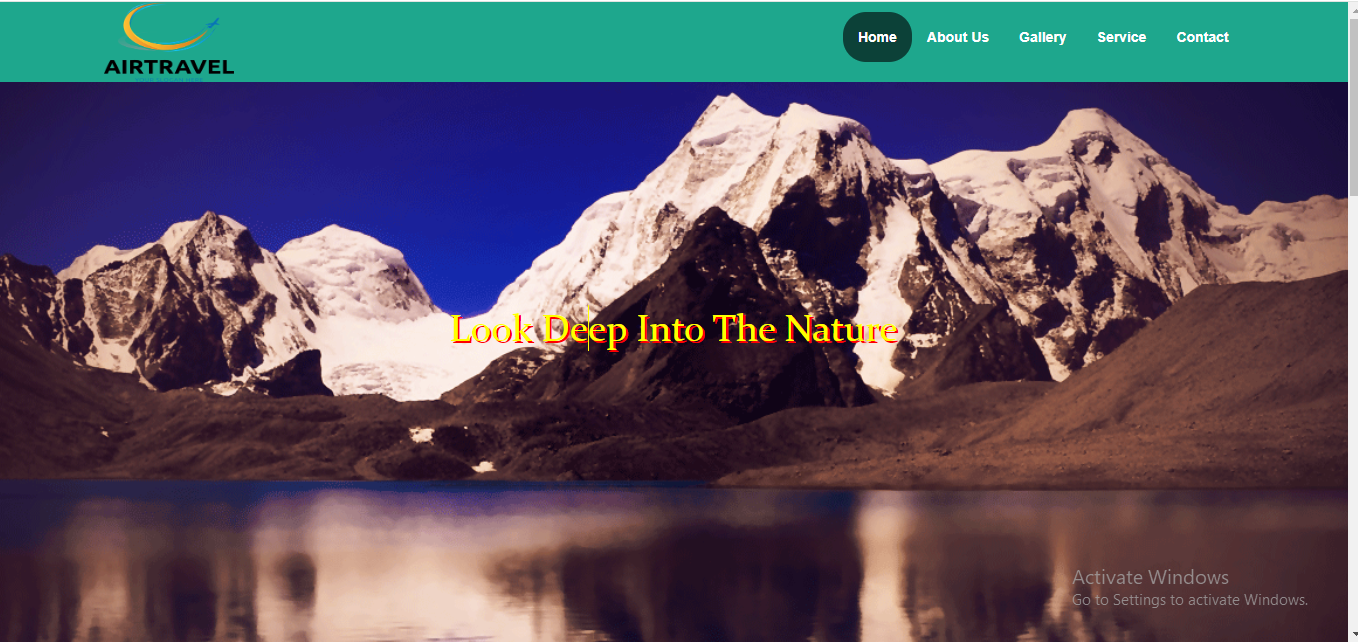 AIRTRAVEL
Home About Us Gallery Service Contact
Look Deep Into The Nature
Activate Windows
Go to Settings to activate Windows.